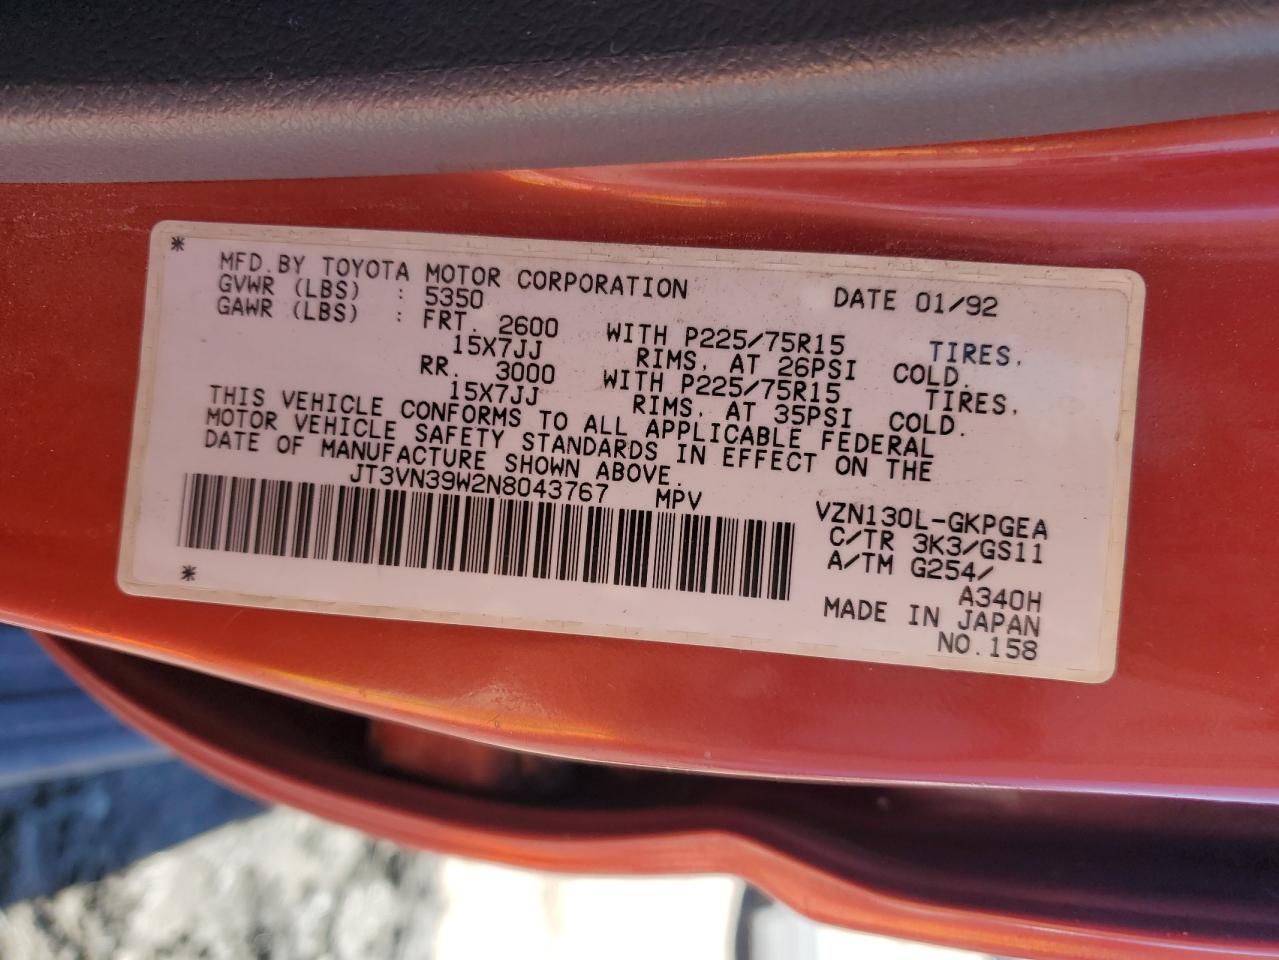 *
MFD.BY TOYOTA MOTOR CORPORATION DATE 01/92
GVWR (LBS) : 5350
GAWR (LBS) : FRT. 2600 WITH P225/75R15 TIRES,
15X7JJ RIMS, AT 26PSI COLD.
RR. 3000 WITH P225/75R15 TIRES,
15X7JJ RIMS, AT 35PSI COLD.
THIS VEHICLE CONFORMS TO ALL APPLICABLE FEDERAL
MOTOR VEHICLE SAFETY STANDARDS IN EFFECT ON THE
DATE OF MANUFACTURE SHOWN ABOVE.
JT3VN39W2N8043767 MPV
VZN130L-GKPGEA
C/TR 3K3/GS11
A/TM G254/
A340H
MADE IN JAPAN
NO.158
*